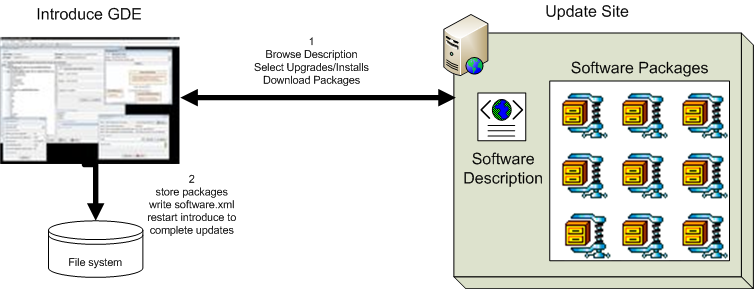 Introduce GDE
Update Site
1
Browse Description
Select Upgrades/Installs
Download Packages
Software Packages
Software
Description
2
store packages
write software.xml
restart introduce to
complete updates
File system